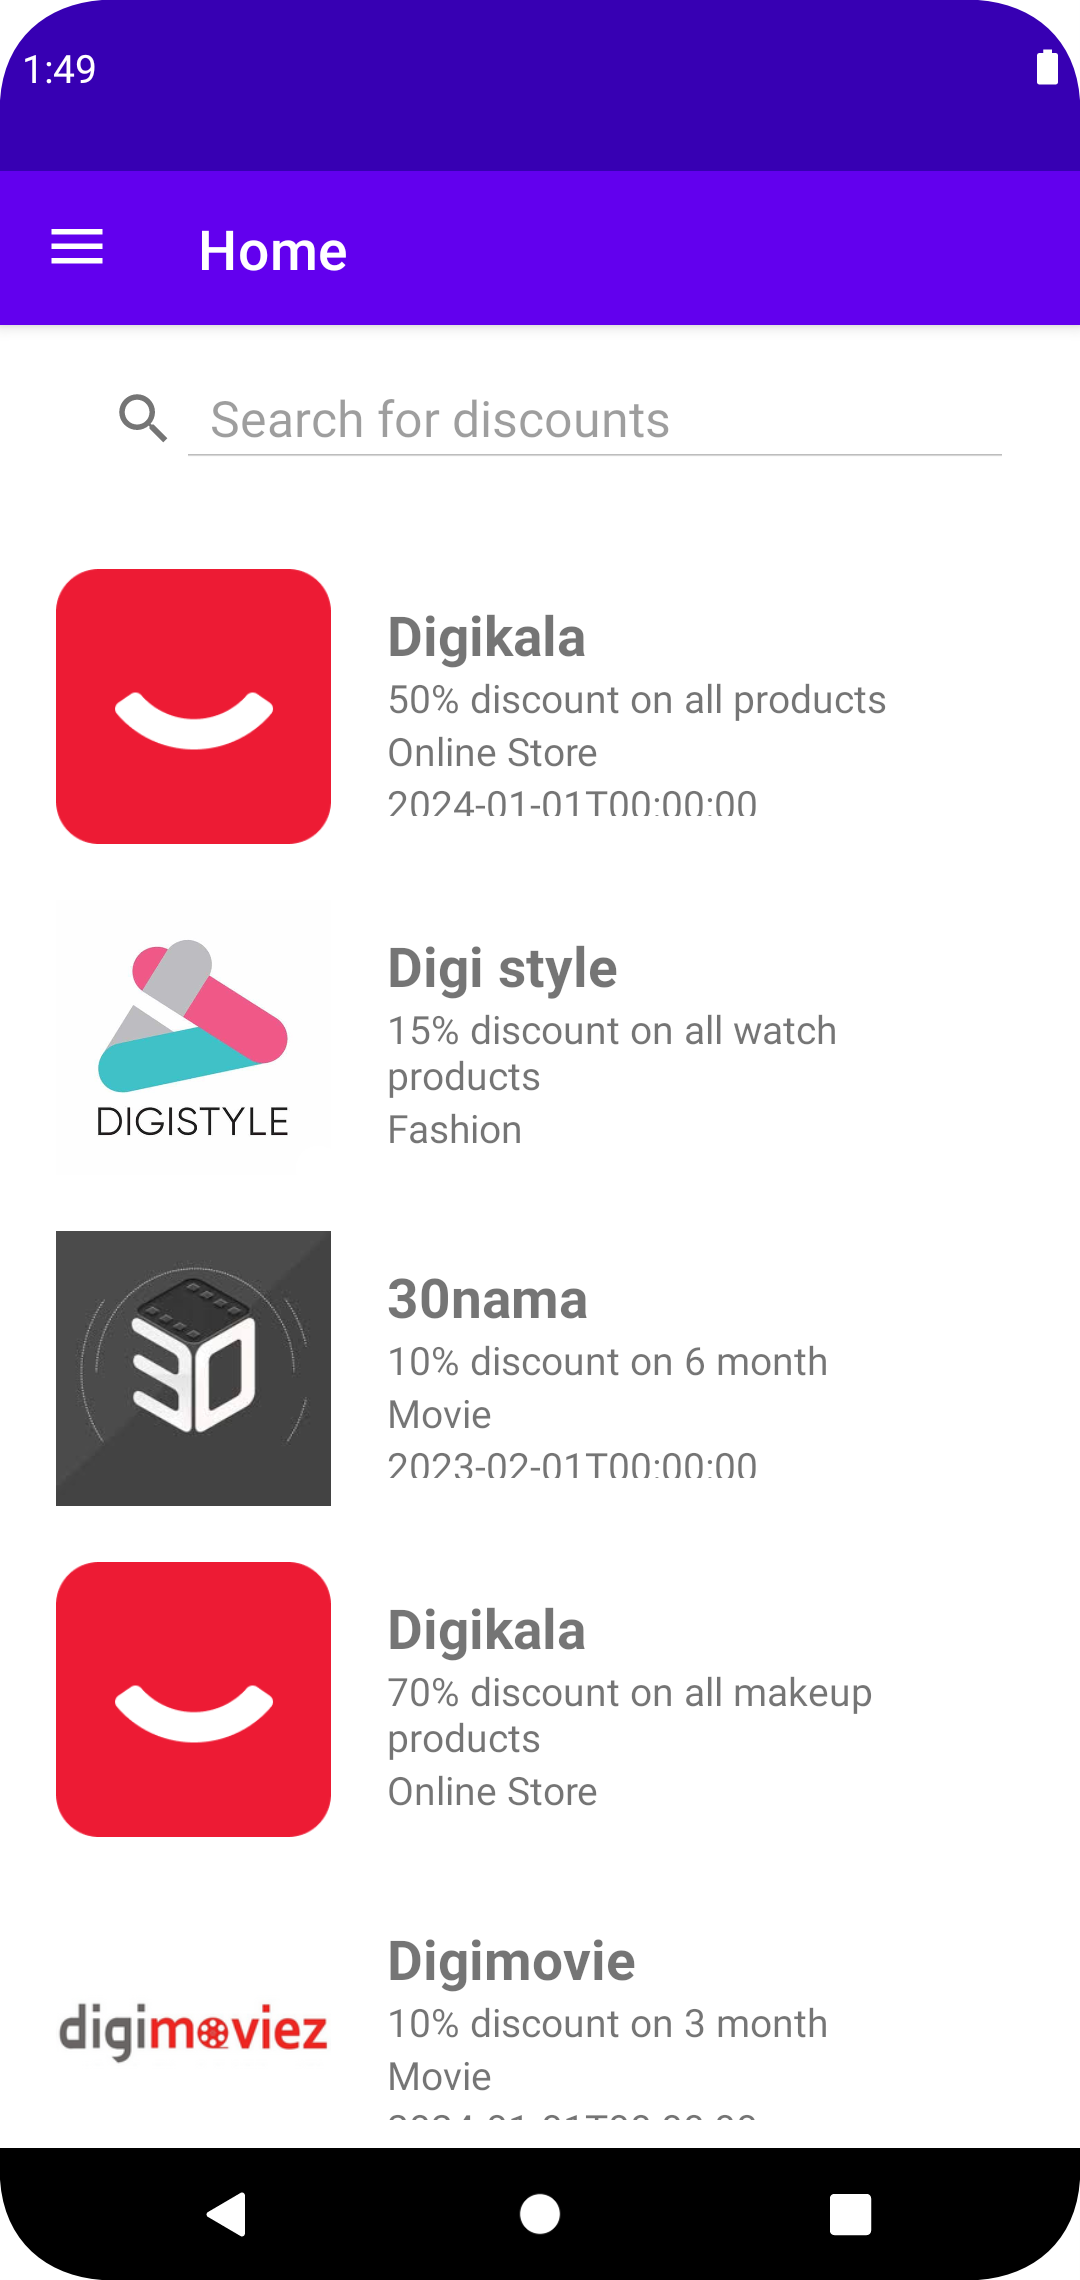 1:49
Home
Search for discounts
Digikala
50% discount on all products
Online Store
2024-01-01T00:00:00
DIGISTYLE
Digi style
15% discount on all watch
products
Fashion
30
30nama
10% discount on 6 month
Movie
2023-02-01T00:00:00
Digikala
70% discount on all makeup
products
Online Store
digimoviez
Digimovie
10% discount on 3 month
Movie